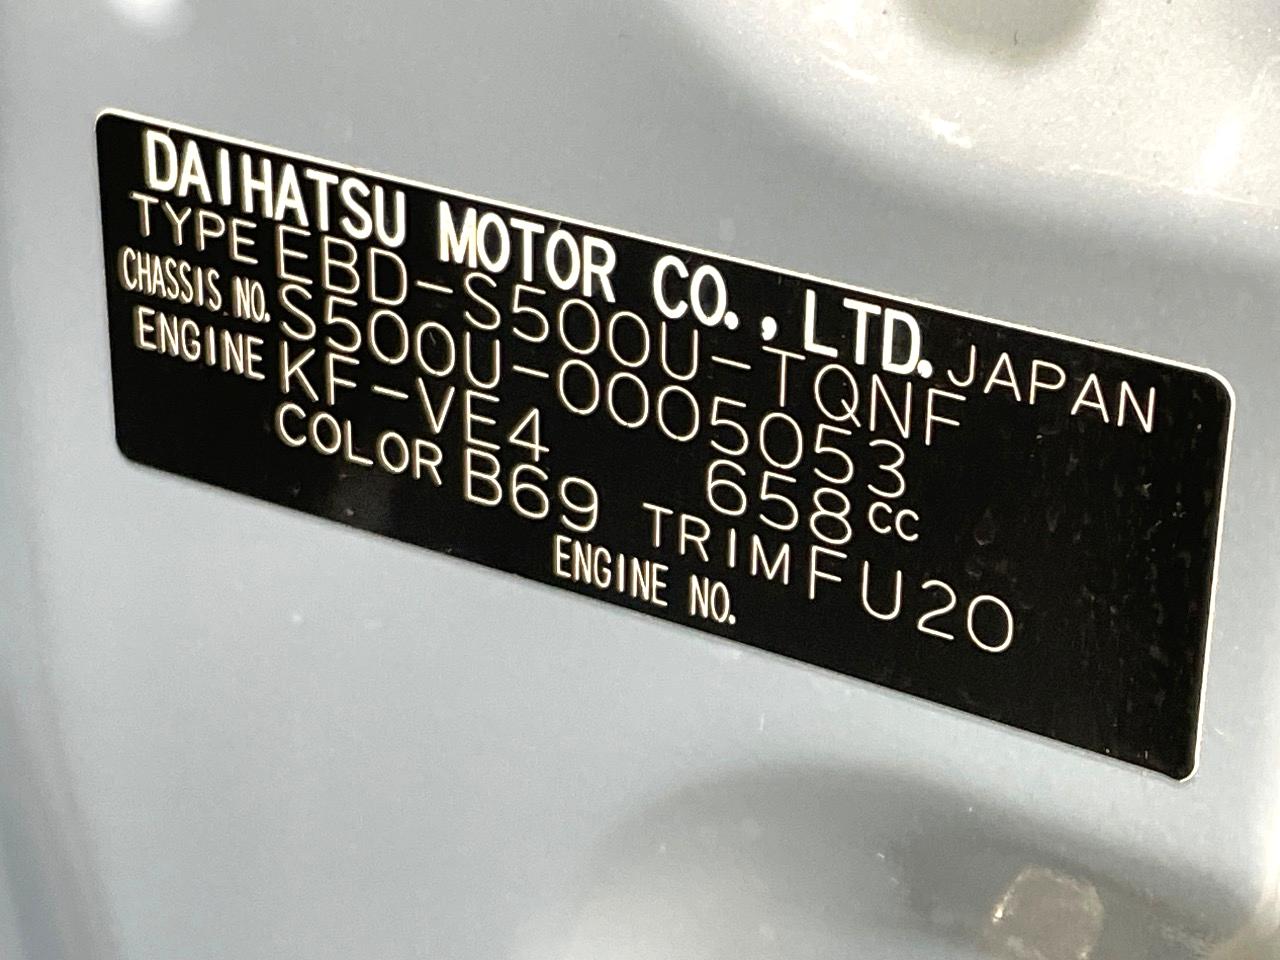 DAIHATSU MOTOR CO., LTD. JAPAN
TYPE EBD-S500U-TQNF
CHASSIS NO. S500U-0005053
ENGINE KF-VE4 658cc
COLOR B69 TRIM FU20
ENGINE NO.